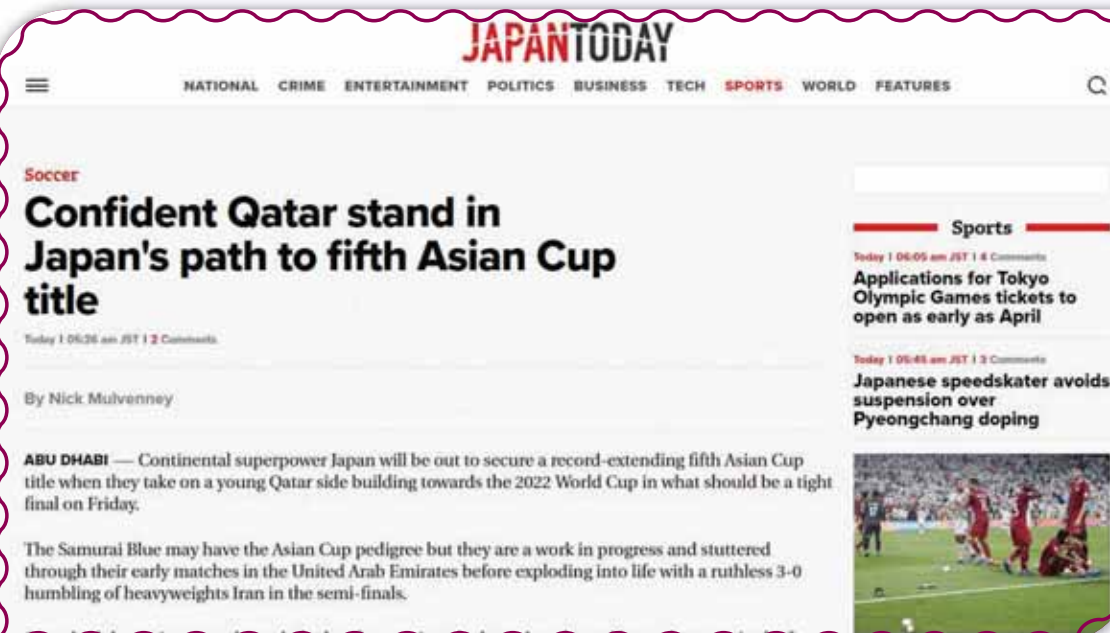 JAPANTODAY
NATIONAL CRIME ENTERTAINMENT POLITICS BUSINESS TECH SPORTS WORLD FEATURES
Soccer
Confident Qatar stand in
Japan's path to fifth Asian Cup
title
Today I 05:26 am JST I 2 Comments
By Nick Mulvenney
ABU DHABI — Continental superpower Japan will be out to secure a record-extending fifth Asian Cup
title when they take on a young Qatar side building towards the 2022 World Cup in what should be a tight
final on Friday.
The Samurai Blue may have the Asian Cup pedigree but they are a work in progress and stuttered
through their early matches in the United Arab Emirates before exploding into life with a ruthless 3-0
humbling of heavyweights Iran in the semi-finals.
Sports
Today I 06:05 am JST I 4 Comments
Applications for Tokyo
Olympic Games tickets to
open as early as April
Today I 05:45 am JST I 3 Comments
Japanese speedskater avoids
suspension over
Pyeongchang doping